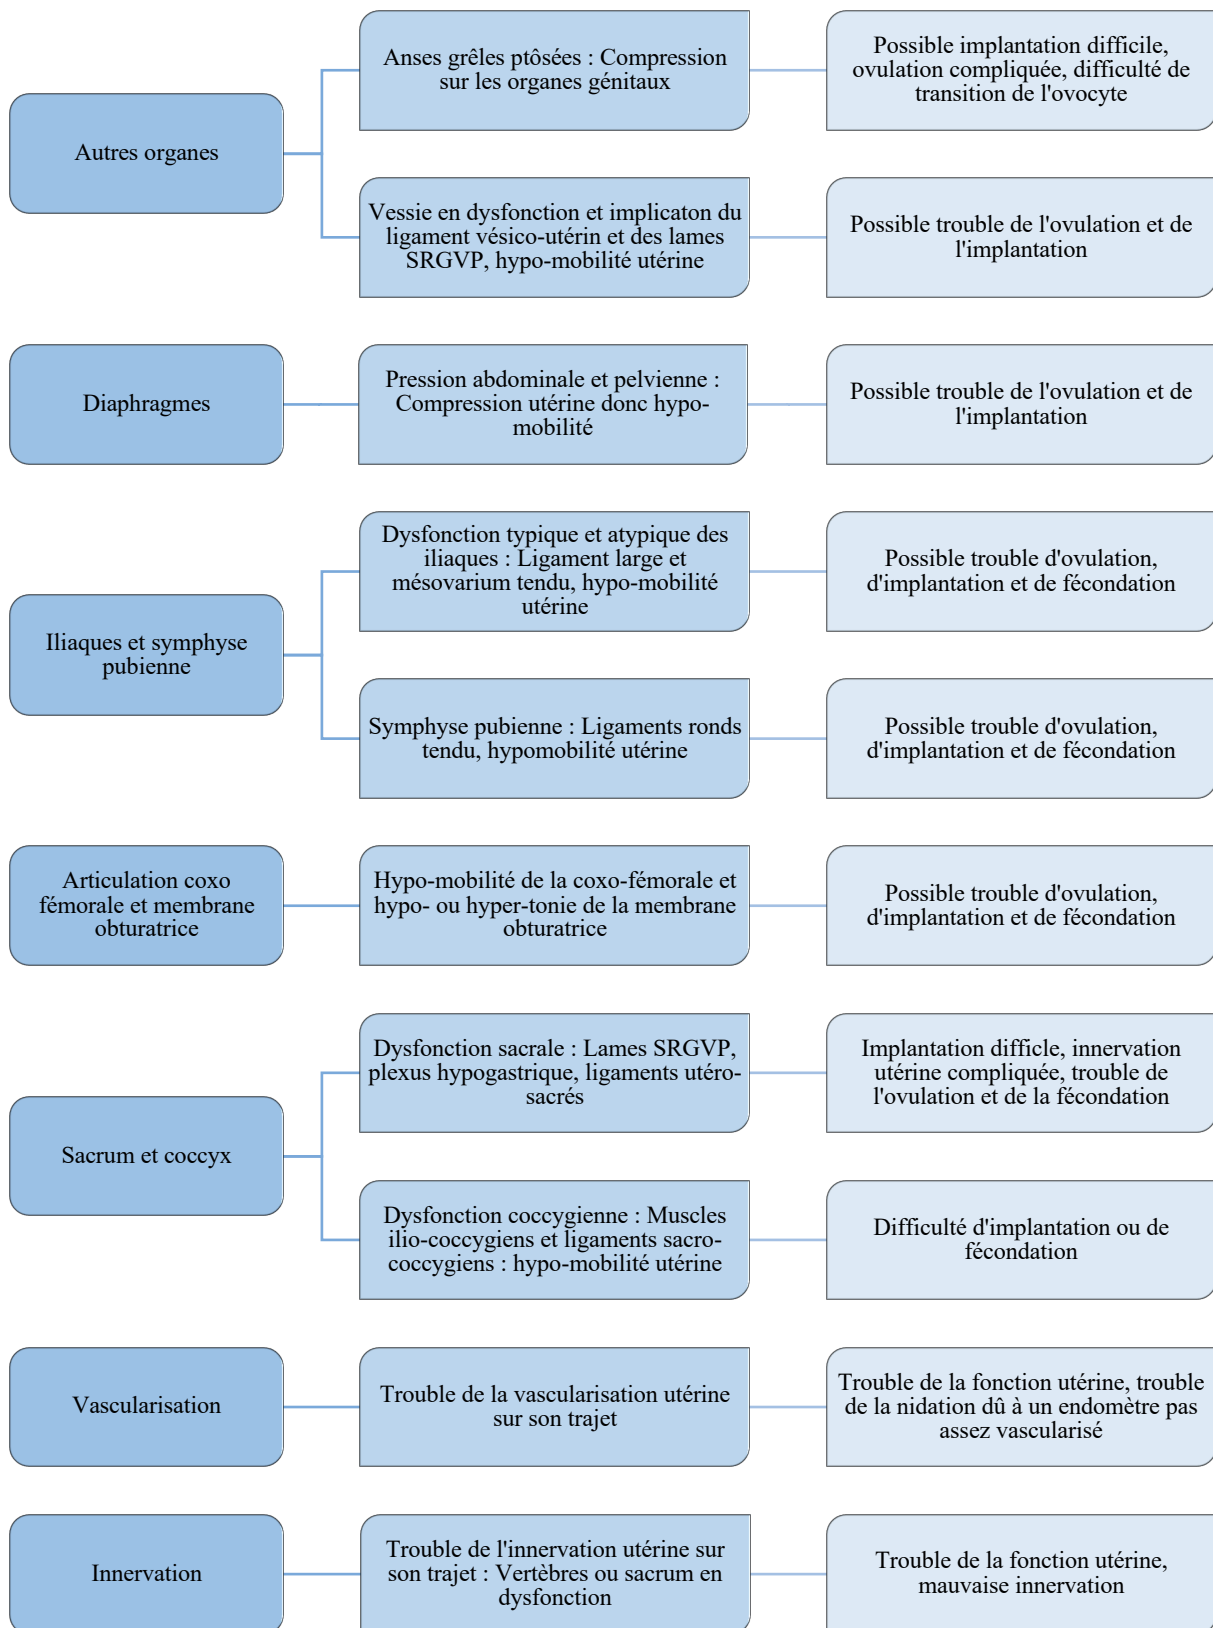 Autres organes
Anses grêles ptôsées : Compression
sur les organes génitaux
Possible implantation difficile,
ovulation compliquée, difficulté de
transition de l'ovocyte
Vessie en dysfonction et implicaton du
ligament vésico-utérin et des lames
SRGVP, hypo-mobilité utérine
Possible trouble de l'ovulation et de
l'implantation
Diaphragmes
Pression abdominale et pelvienne :
Compression utérine donc hypo-
mobilité
Possible trouble de l'ovulation et de
l'implantation
Iliaques et symphyse
pubienne
Dysfonction typique et atypique des
iliaques : Ligament large et
mésovarium tendu, hypo-mobilité
utérine
Possible trouble d'ovulation,
d'implantation et de fécondation
Symphyse pubienne : Ligaments ronds
tendu, hypomobilité utérine
Possible trouble d'ovulation,
d'implantation et de fécondation
Articulation coxo
fémorale et membrane
obturatrice
Hypo-mobilité de la coxo-fémorale et
hypo- ou hyper-tonie de la membrane
obturatrice
Possible trouble d'ovulation,
d'implantation et de fécondation
Sacrum et coccyx
Dysfonction sacrale : Lames SRGVP,
plexus hypogastrique, ligaments utéro-
sacrés
Implantation difficle, innervation
utérine compliquée, trouble de
l'ovulation et de la fécondation
Dysfonction coccygienne : Muscles
ilio-coccygiens et ligaments sacro-
coccygiens : hypo-mobilité utérine
Difficulté d'implantation ou de
fécondation
Vascularisation
Trouble de la vascularisation utérine
sur son trajet
Trouble de la fonction utérine, trouble
de la nidation dû à un endomètre pas
assez vascularisé
Innervation
Trouble de l'innervation utérine sur
son trajet : Vertèbres ou sacrum en
dysfonction
Trouble de la fonction utérine,
mauvaise innervation